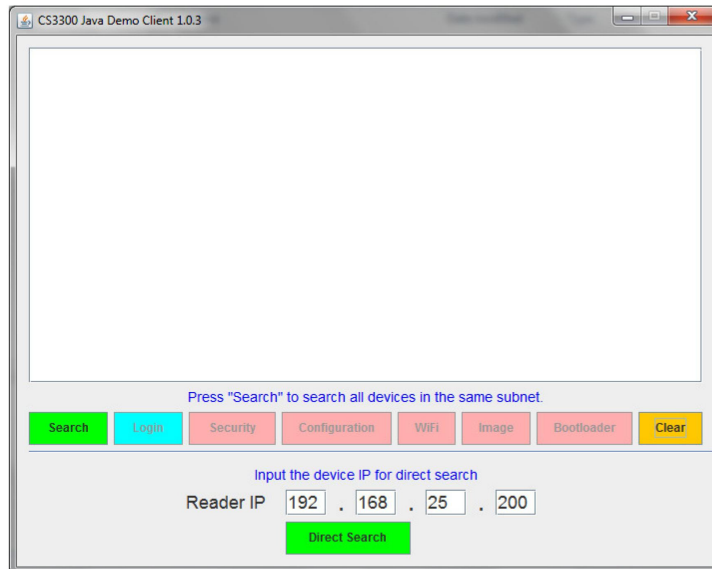 CS3300 Java Demo Client 1.0.3
Press "Search" to search all devices in the same subnet.
Search Login Security Configuration WiFi Image Bootloader Clear
Input the device IP for direct search
Reader IP 192 . 168 . 25 . 200
Direct Search